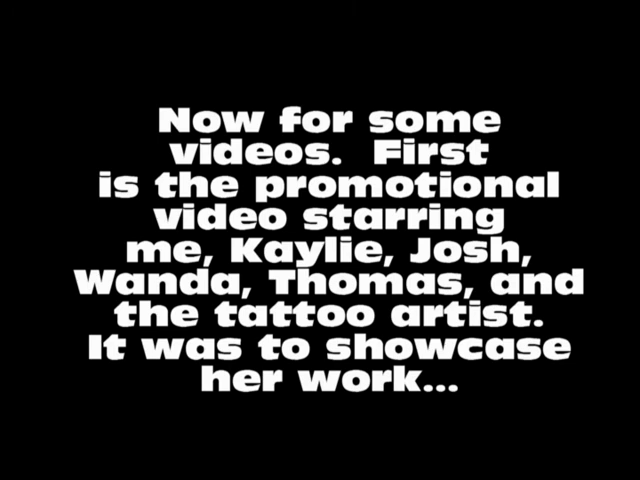 Now for some
videos.  First
is the promotional
video starring
me, Kaylie, Josh,
Wanda, Thomas, and
the tattoo artist.
It was to showcase
her work...